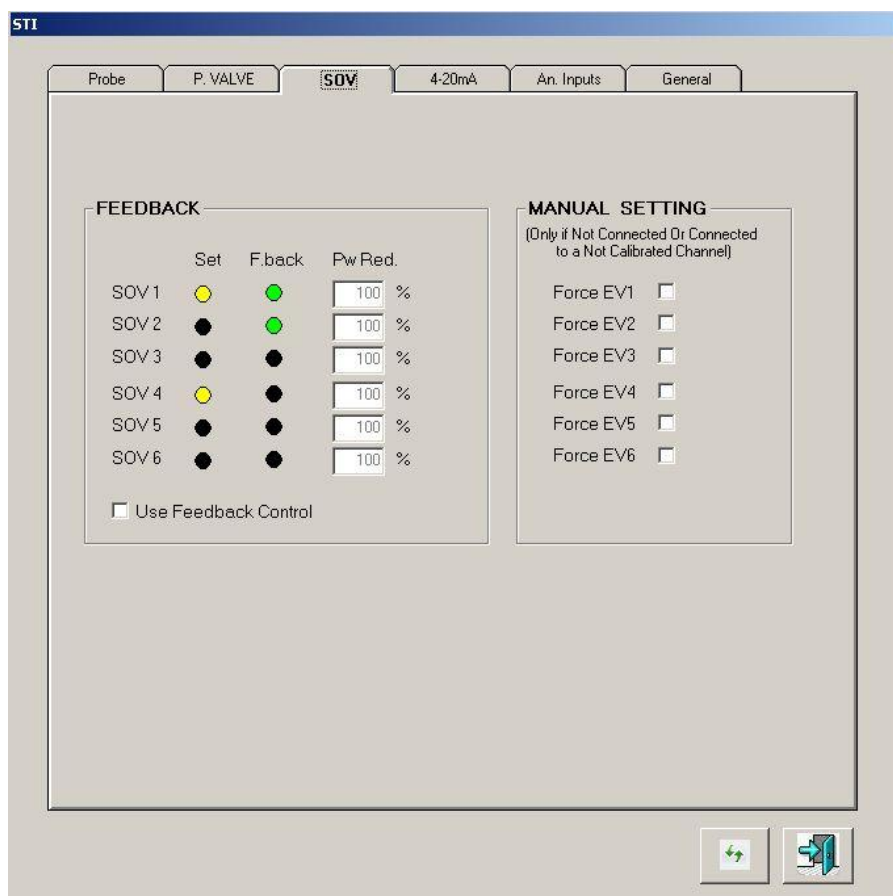 STI
Probe P. VALVE SOV 4-20mA An. Inputs General
FEEDBACK
Set F.back Pw Red.
SOV 1 100 %
SOV 2 100 %
SOV 3 100 %
SOV 4 100 %
SOV 5 100 %
SOV 6 100 %
Use Feedback Control
MANUAL SETTING
(Only if Not Connected Or Connected
to a Not Calibrated Channel)
Force EV1
Force EV2
Force EV3
Force EV4
Force EV5
Force EV6